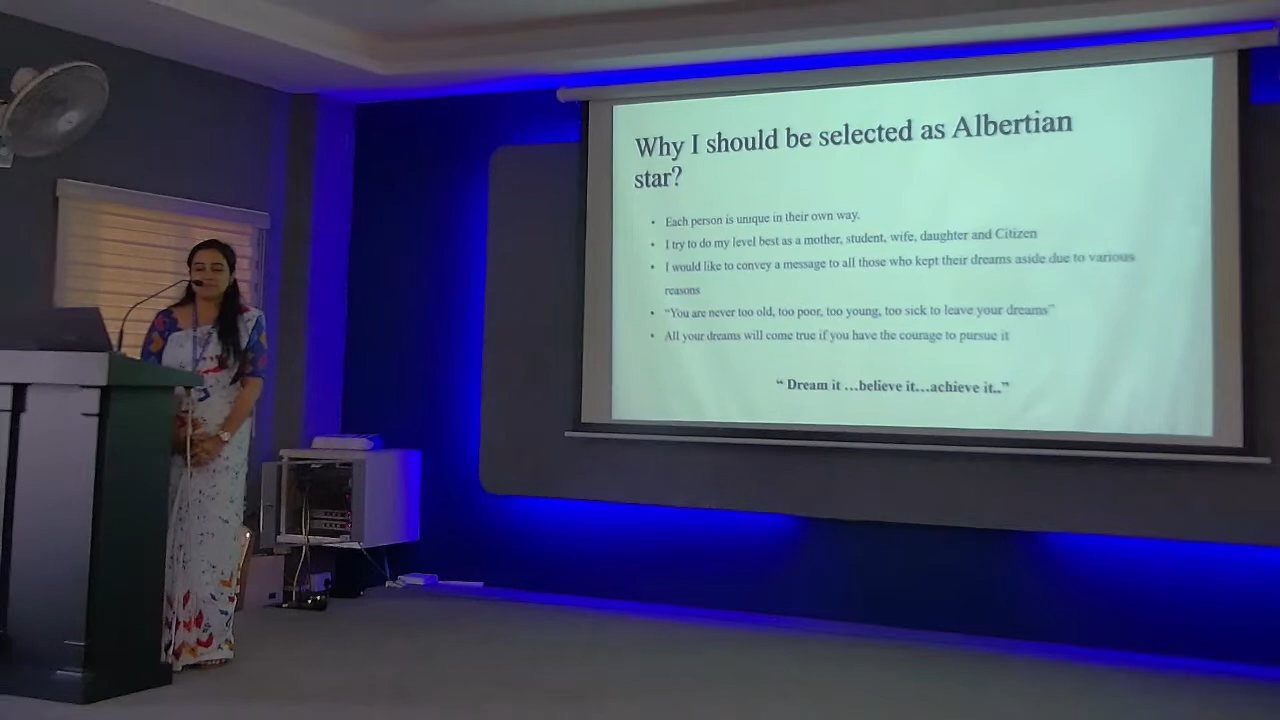 Why I should be selected as Albertian
star?
• Each person is unique in their own way.
• I try to do my level best as a mother, student, wife, daughter and Citizen
• I would like to convey a message to all those who kept their dreams aside due to various
reasons
• “You are never too old, too poor, too young, too sick to leave your dreams”
• All your dreams will come true if you have the courage to pursue it
“ Dream it ...believe it...achieve it..”